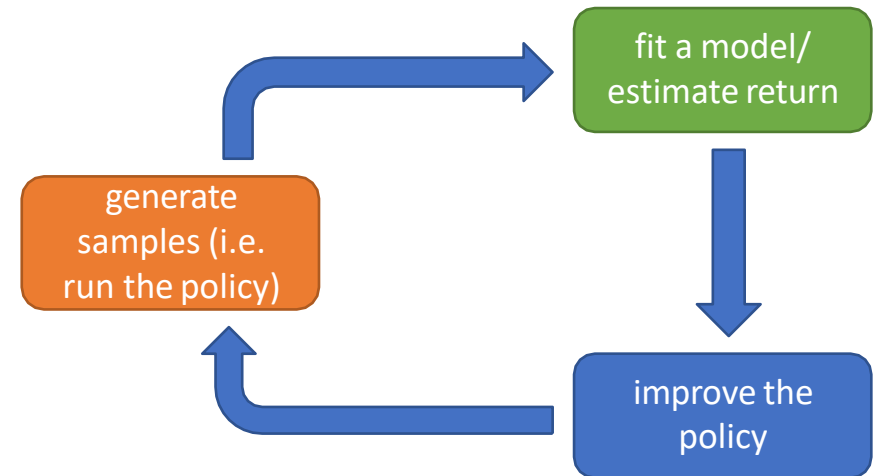 fit a model/
estimate return
generate
samples (i.e.
run the policy)
improve the
policy